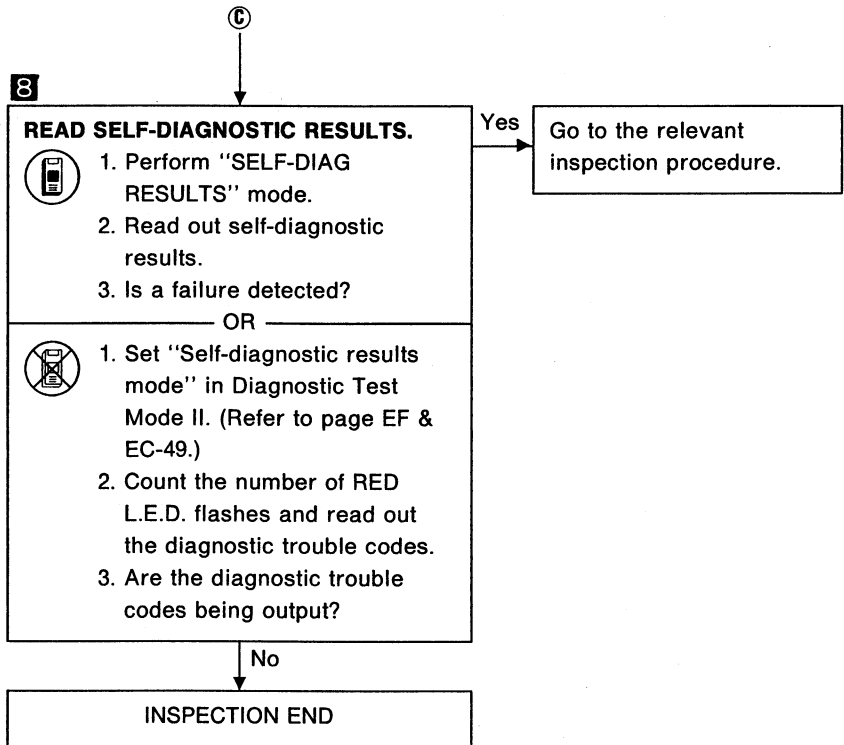 Ⓒ
8
READ SELF-DIAGNOSTIC RESULTS.
1. Perform ''SELF-DIAG
RESULTS'' mode.
2. Read out self-diagnostic
results.
3. Is a failure detected?
OR
1. Set ''Self-diagnostic results
mode'' in Diagnostic Test
Mode II. (Refer to page EF &
EC-49.)
2. Count the number of RED
L.E.D. flashes and read out
the diagnostic trouble codes.
3. Are the diagnostic trouble
codes being output?
Yes
Go to the relevant
inspection procedure.
No
INSPECTION END